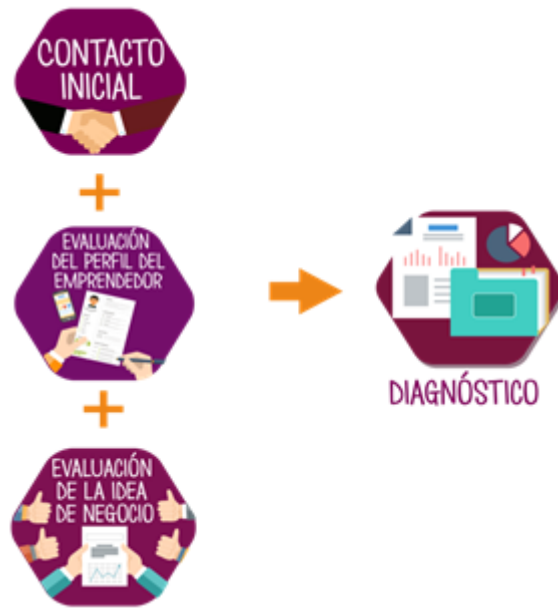 CONTACTO
INICIAL
EVALUACIÓN
DEL PERFIL DEL
EMPRENDEDOR
DIAGNÓSTICO
EVALUACIÓN
DE LA IDEA
DE NEGOCIO